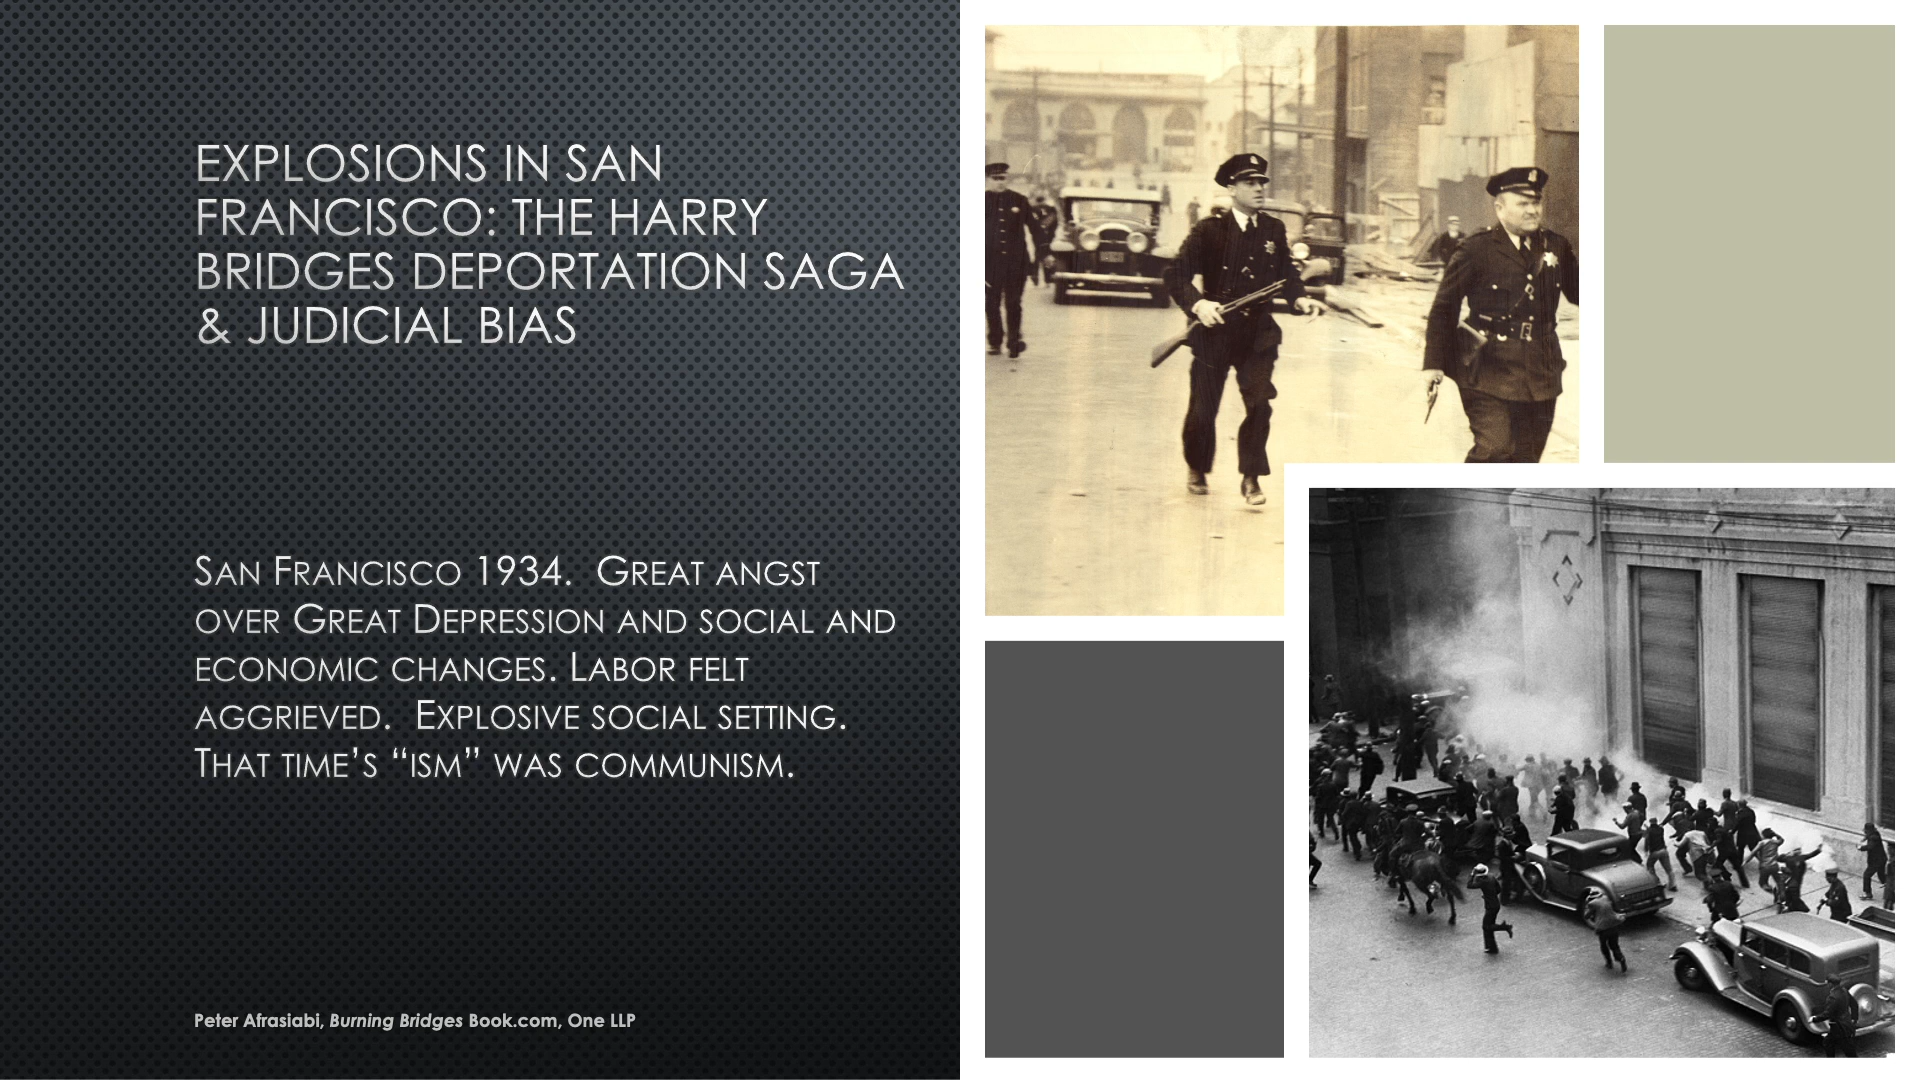 EXPLOSIONS IN SAN
FRANCISCO: THE HARRY
BRIDGES DEPORTATION SAGA
& JUDICIAL BIAS
San Francisco 1934.  Great angst
over Great Depression and social and
economic changes. Labor felt
aggrieved.  Explosive social setting.
That time’s “ism” was communism.
Peter Afrasiabi, Burning Bridges Book.com, One LLP